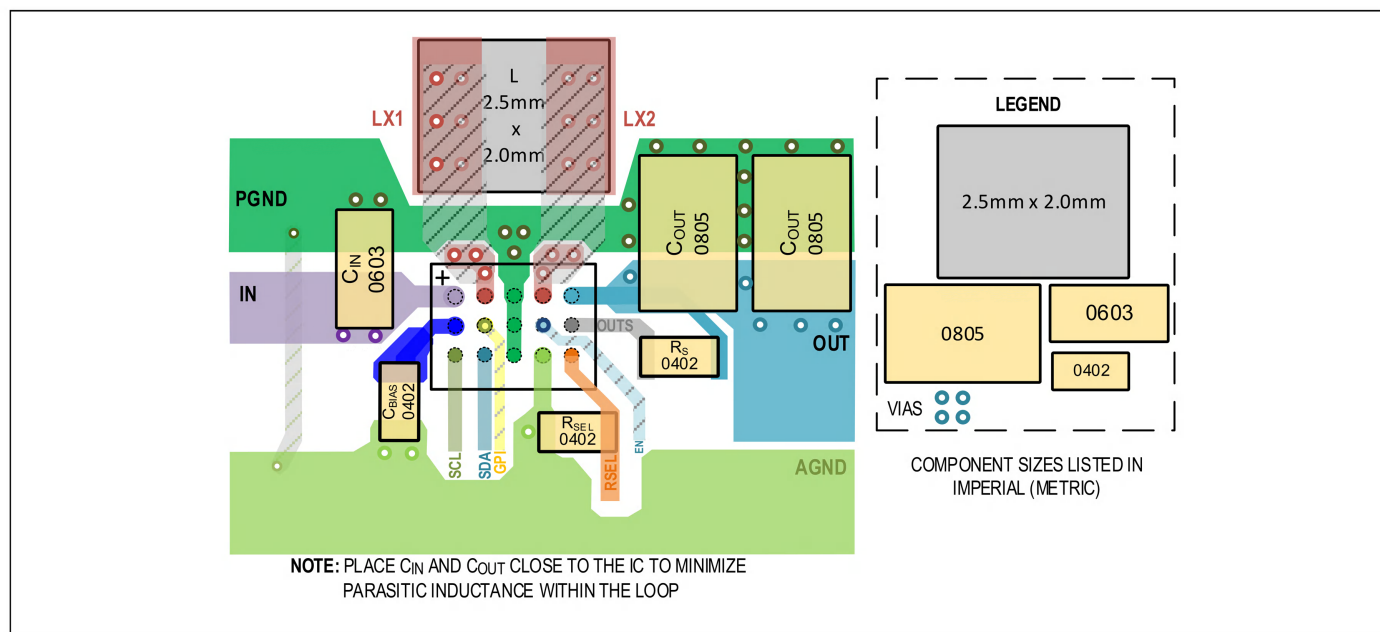 L
2.5mm
x
2.0mm
LX1
LX2
PGND
CIN
0603
COUT
0805
COUT
0805
IN
+
OUTS
RS
0402
OUT
CBIAS
0402
RSEL
0402
SCL
SDA
GPI
RSEL
EN
AGND
NOTE: PLACE CIN AND COUT CLOSE TO THE IC TO MINIMIZE
PARASITIC INDUCTANCE WITHIN THE LOOP
LEGEND
2.5mm x 2.0mm
0805
0603
0402
VIAS
COMPONENT SIZES LISTED IN
IMPERIAL (METRIC)